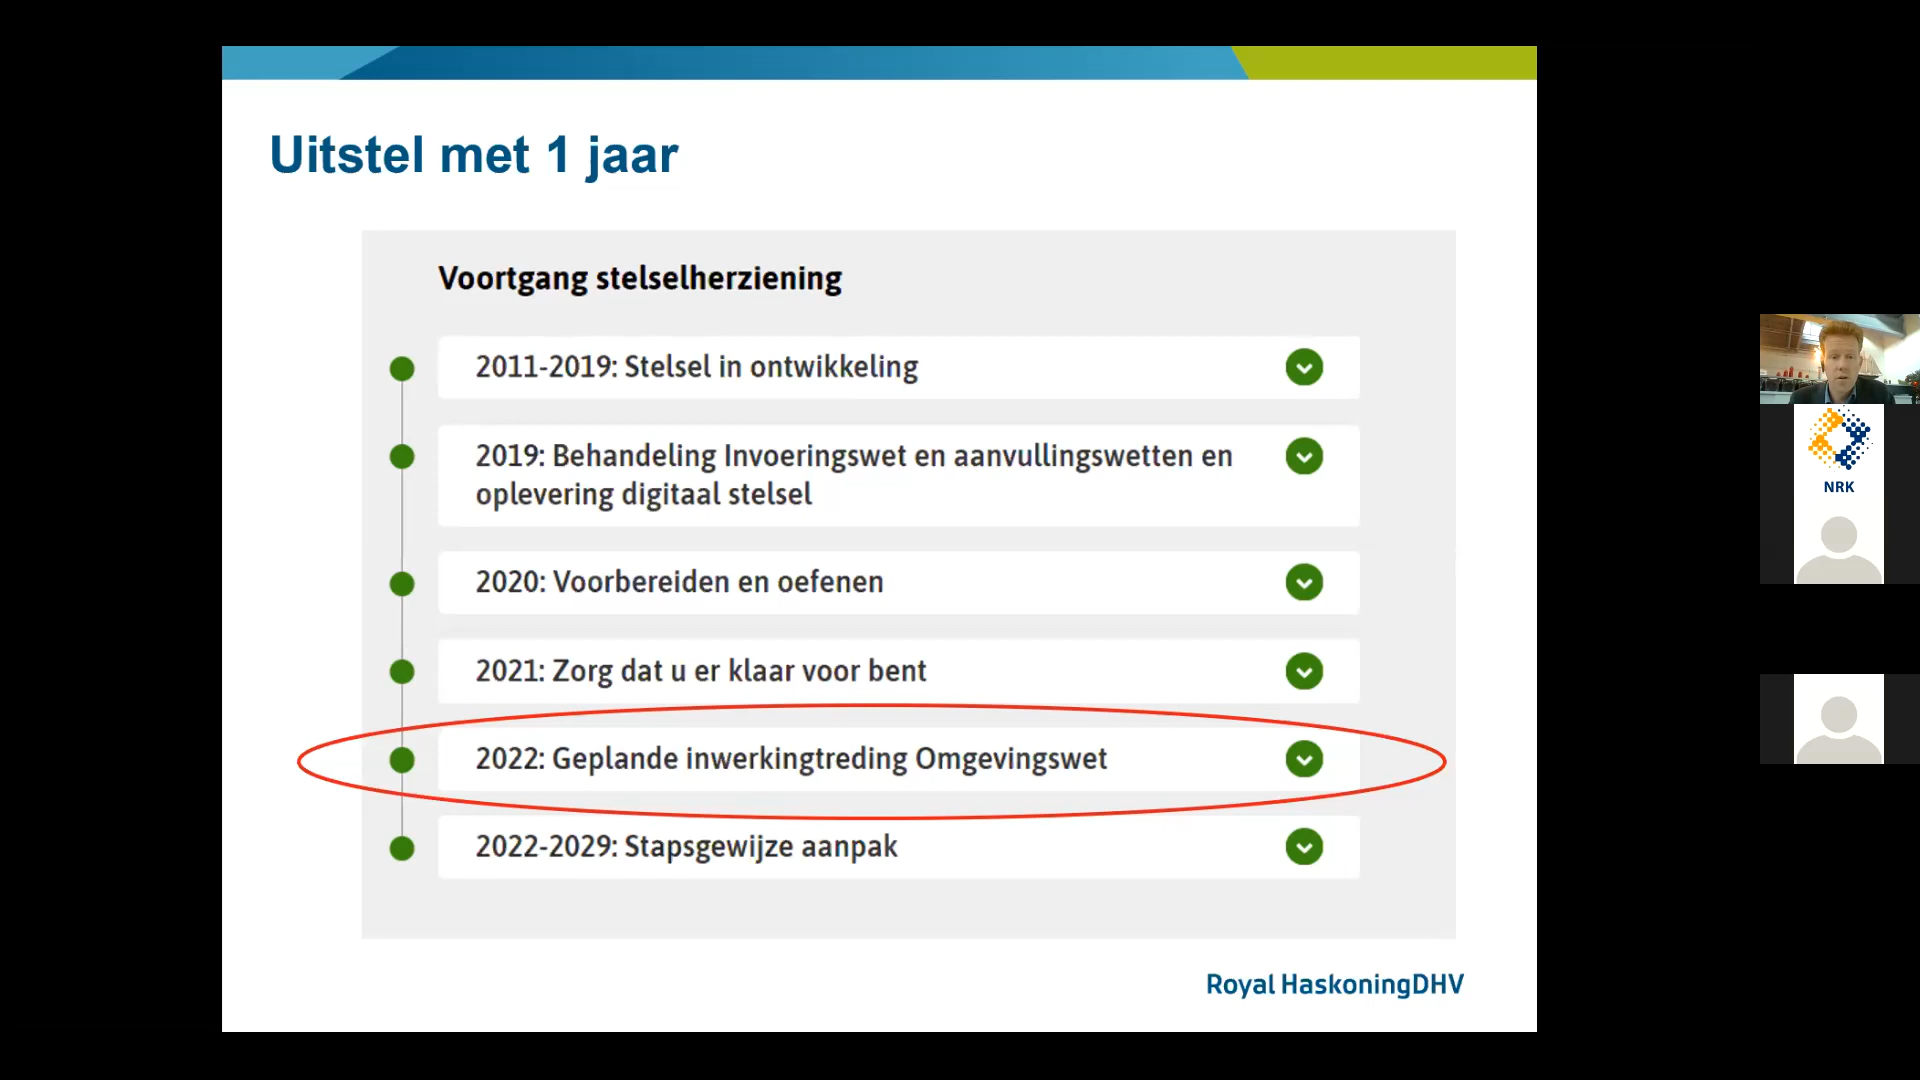 Uitstel met 1 jaar
Voortgang stelselherziening
2011-2019: Stelsel in ontwikkeling
2019: Behandeling Invoeringswet en aanvullingswetten en
oplevering digitaal stelsel
2020: Voorbereiden en oefenen
2021: Zorg dat u er klaar voor bent
2022: Geplande inwerkingtreding Omgevingswet
2022-2029: Stapsgewijze aanpak
Royal HaskoningDHV
NRK